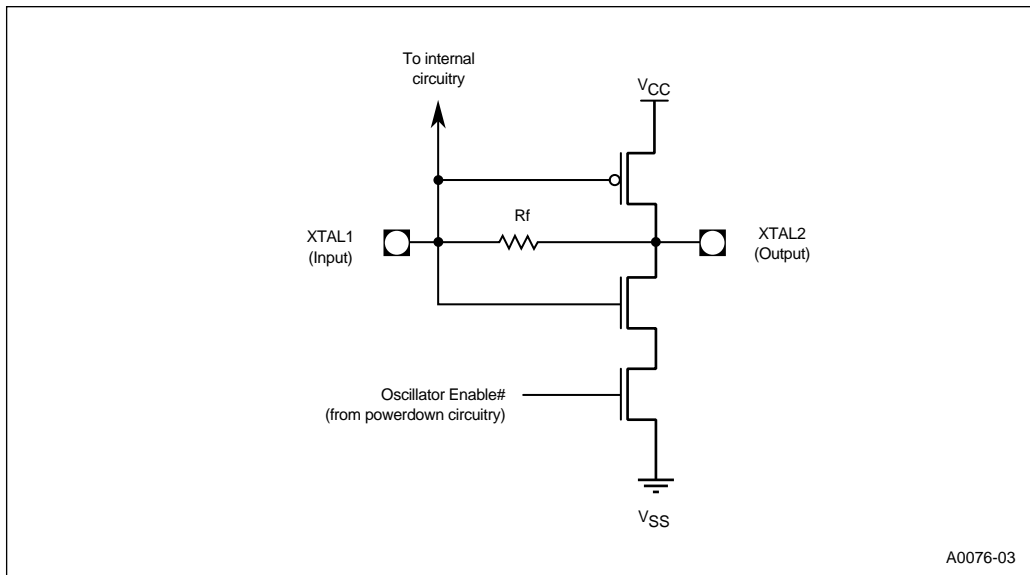 To internal
circuitry
VCC
Rf
XTAL1
(Input)
XTAL2
(Output)
Oscillator Enable#
(from powerdown circuitry)
VSS
A0076-03